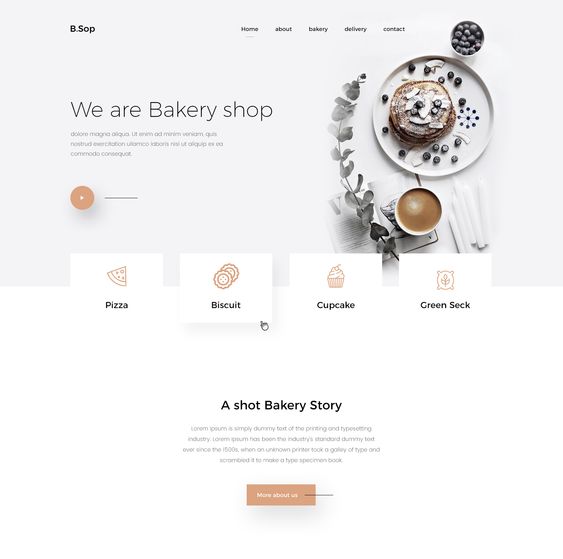 B.Sop
Home about bakery delivery contact
We are Bakery shop
dolore magna aliqua. Ut enim ad minim veniam, quis
nostrud exercitation ullamco laboris nisi ut aliquip ex ea
commodo consequat.
Pizza
Biscuit
Cupcake
Green Seck
A shot Bakery Story
Lorem Ipsum is simply dummy text of the printing and typesetting
industry. Lorem Ipsum has been the industry's standard dummy text
ever since the 1500s, when an unknown printer took a galley of type and
scrambled it to make a type specimen book.
More about us